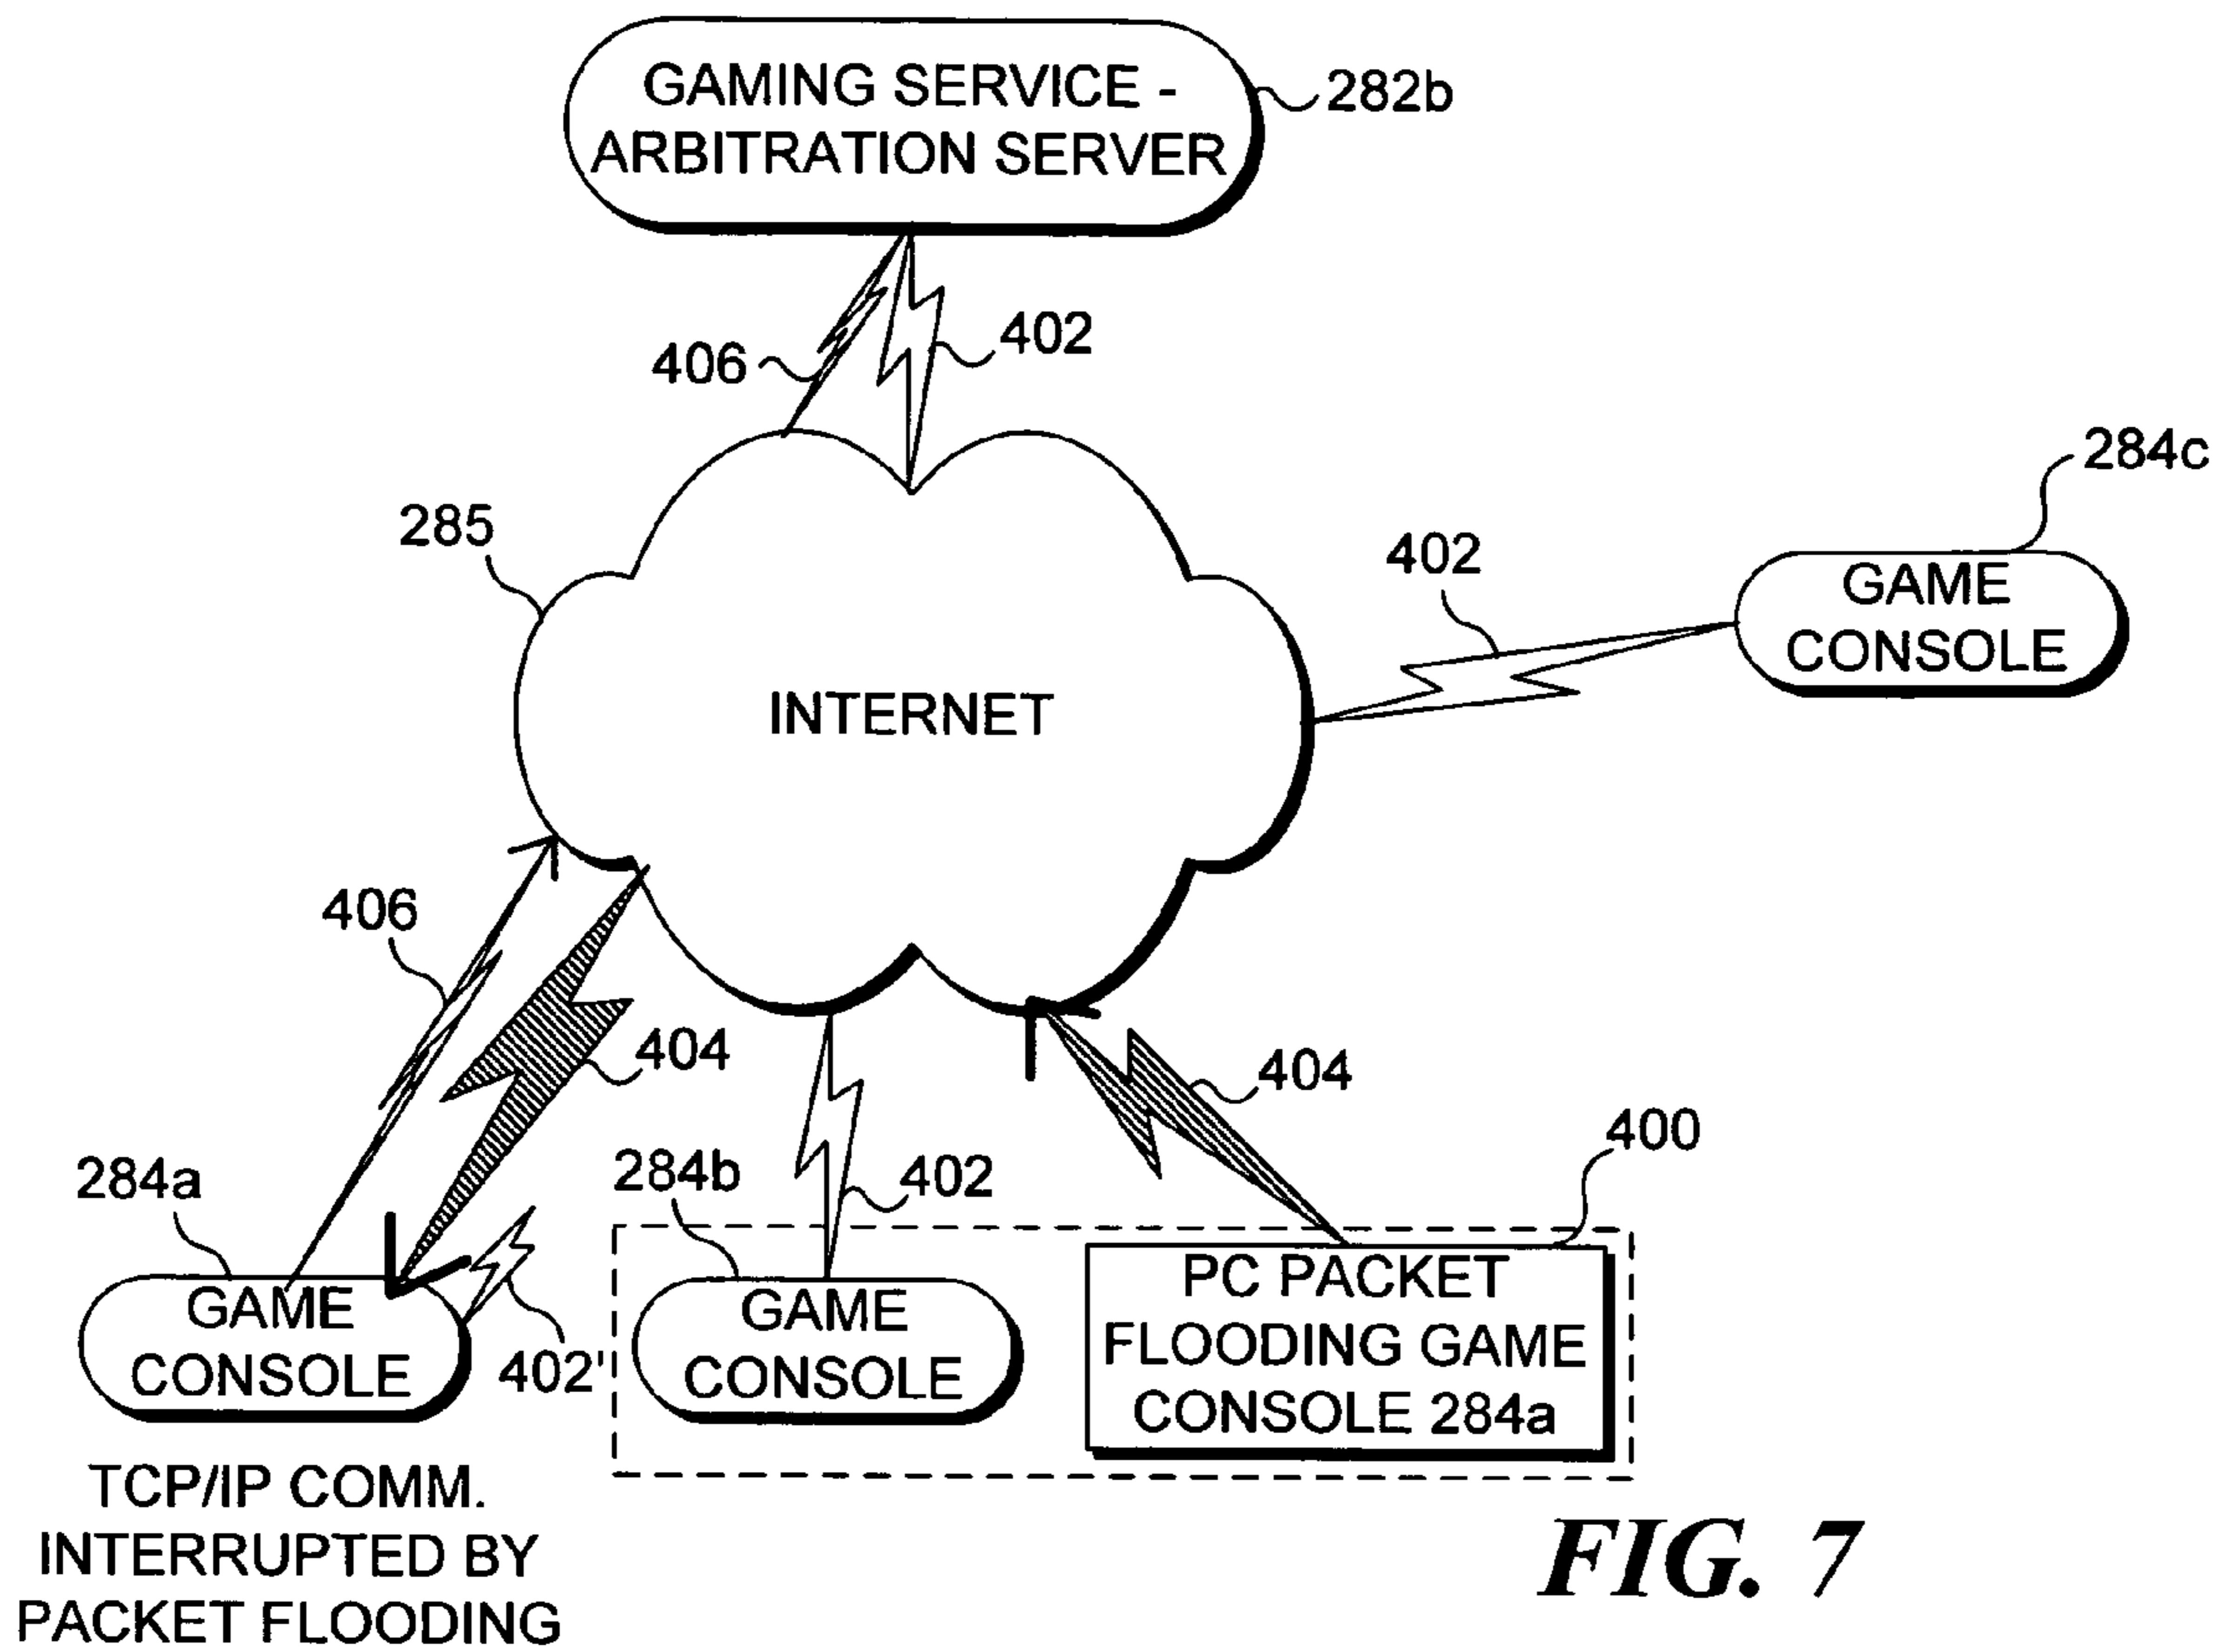 GAMING SERVICE -
ARBITRATION SERVER
282b
406
402
284c
285
402
GAME
CONSOLE
INTERNET
406
404
404
400
284a
284b
402
GAME
CONSOLE
402'
GAME
CONSOLE
PC PACKET
FLOODING GAME
CONSOLE 284a
TCP/IP COMM.
INTERRUPTED BY
PACKET FLOODING
FIG. 7